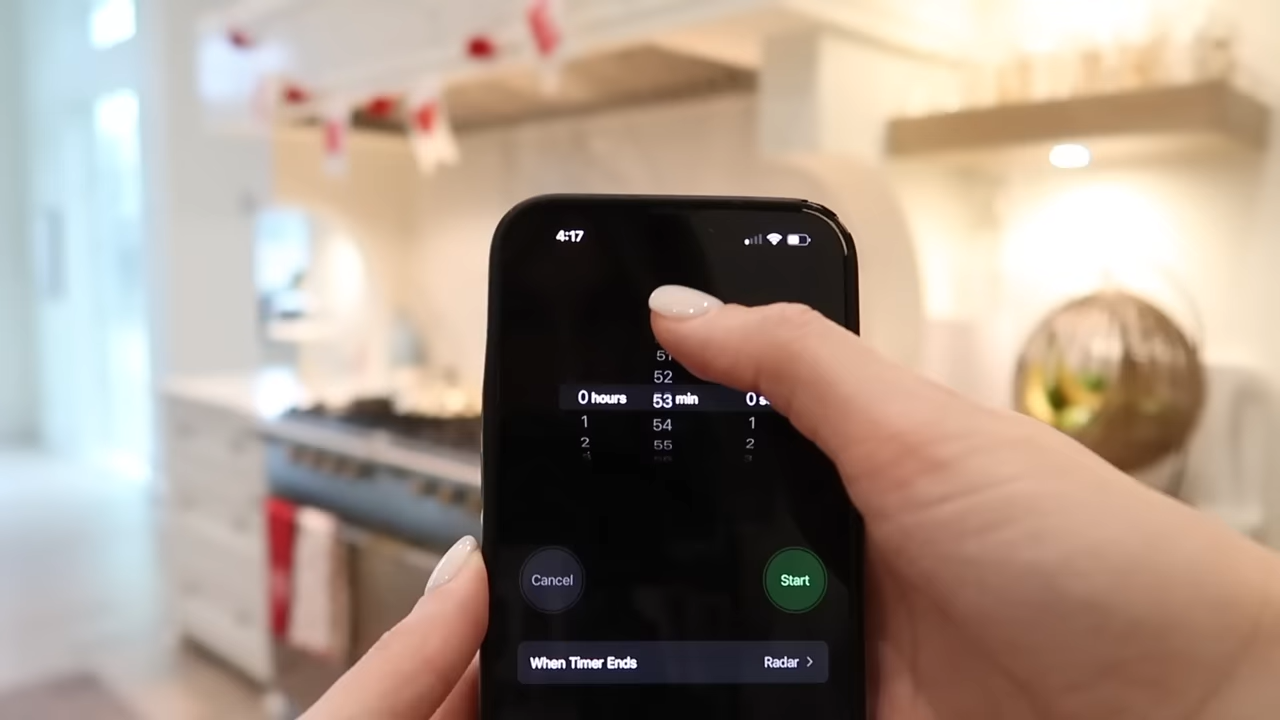 4:17
51
52
0 hours 53 min 0 s
1 54 1
2 55 2
Cancel Start
When Timer Ends Radar